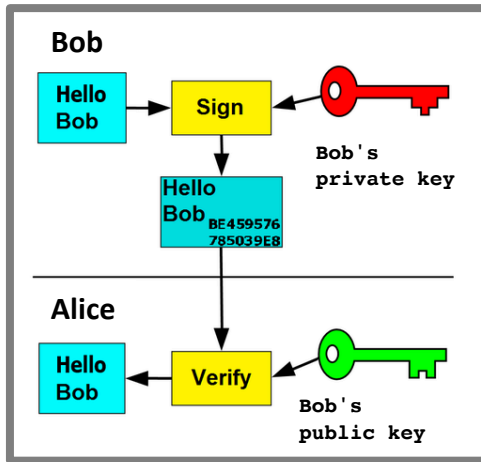 Bob
Hello
Bob
Sign
Bob's
private key
Hello
Bob
BE459576
785039E8
Alice
Hello
Bob
Verify
Bob's
public key